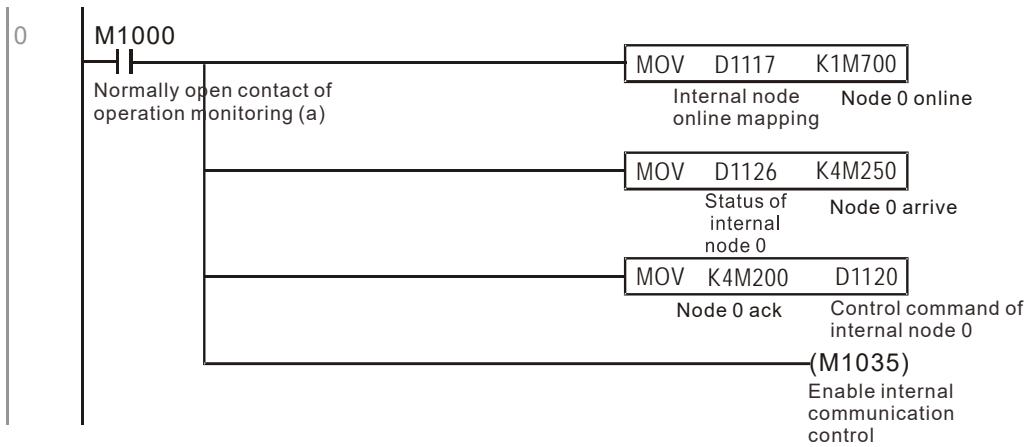 0
M1000
Normally open contact of
operation monitoring (a)
MOV D1117 K1M700
Internal node
online mapping
Node 0 online
MOV D1126 K4M250
Status of
internal
node 0
Node 0 arrive
MOV K4M200 D1120
Node 0 ack
Control command of
internal node 0
(M1035)
Enable internal
communication
control